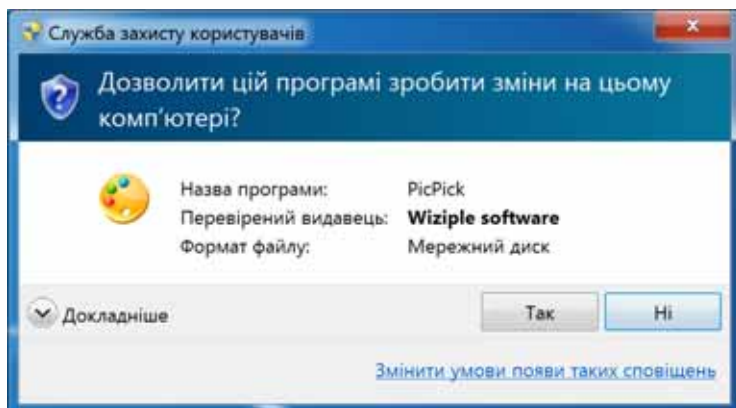 Служба захисту користувачів
Дозволити цій програмі зробити зміни на цьому
комп'ютері?
Назва програми: PicPick
Перевірений видавець: Wiziple software
Формат файлу: Мережний диск
Докладніше Так Ні
Змінити умови появи таких сповіщень